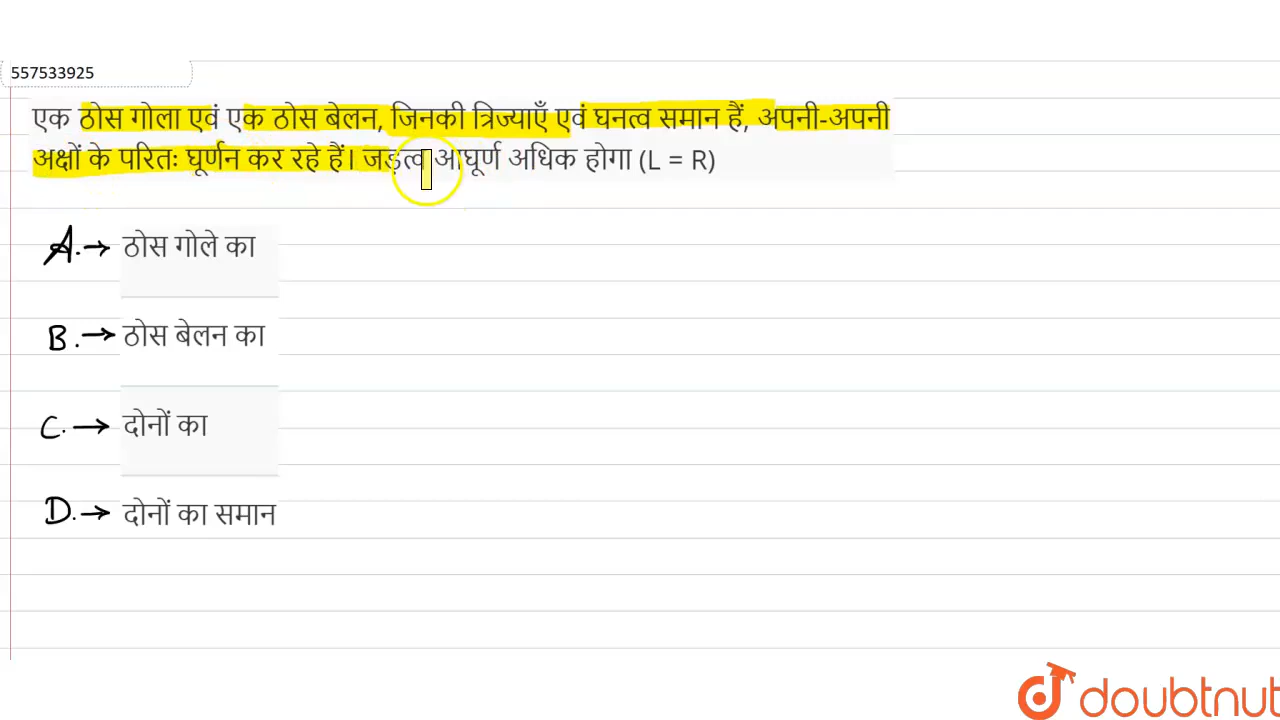 557533925
एक ठोस गोला एवं एक ठोस बेलन, जिनकी त्रिज्याएँ एवं घनत्व समान हैं, अपनी-अपनी
अक्षों के परितः घूर्णन कर रहे हैं। जड़त्व आघूर्ण अधिक होगा (L = R)
A. → ठोस गोले का
B. → ठोस बेलन का
C. → दोनों का
D. → दोनों का समान
doubtnut